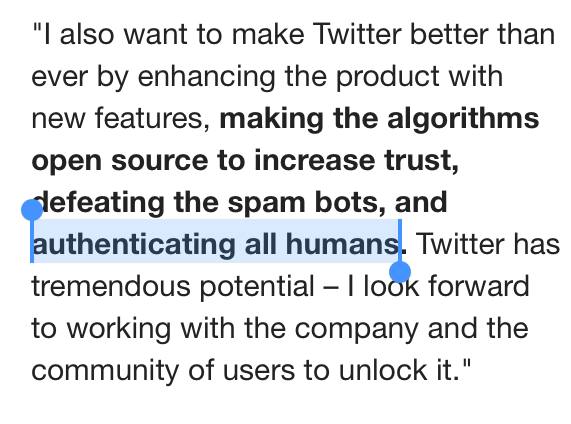 "I also want to make Twitter better than
ever by enhancing the product with
new features, making the algorithms
open source to increase trust,
defeating the spam bots, and
authenticating all humans. Twitter has
tremendous potential – I look forward
to working with the company and the
community of users to unlock it."